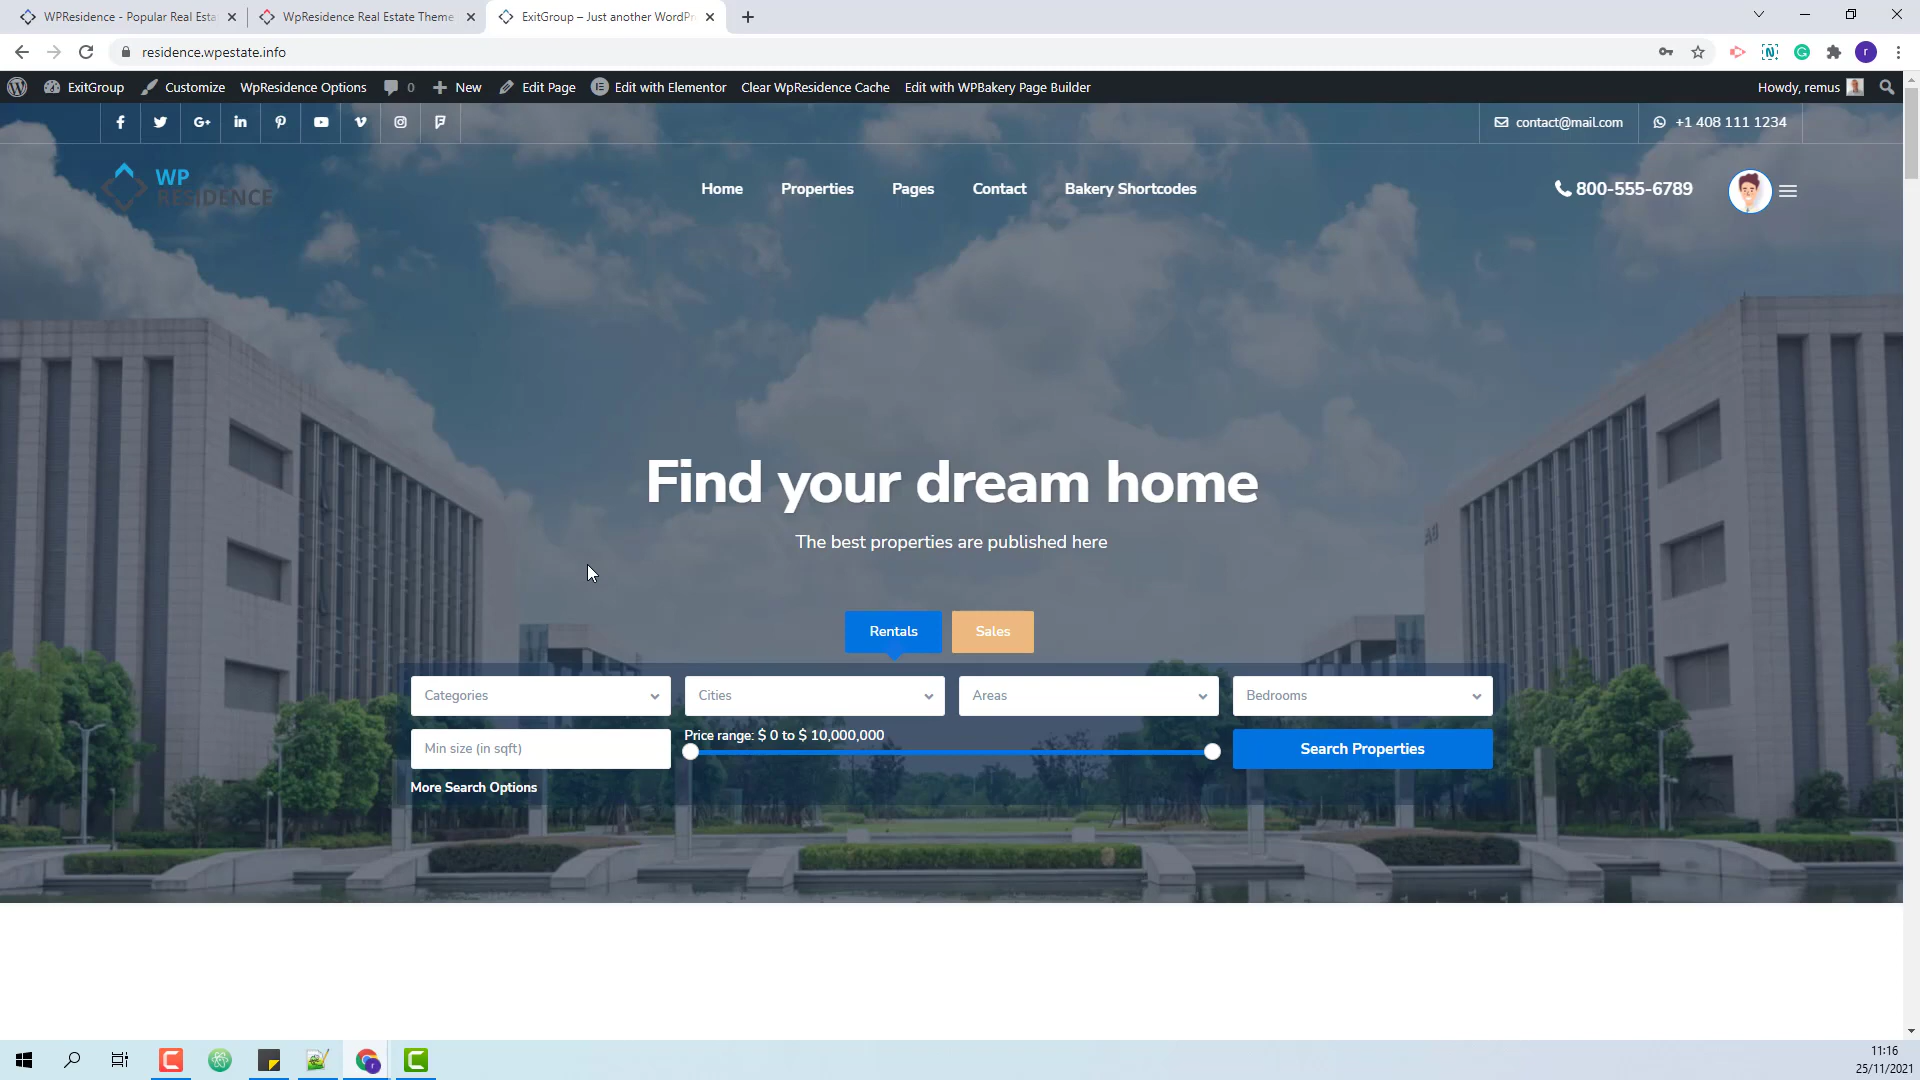 WPResidence - Popular Real Esta
WpResidence Real Estate Theme
ExitGroup – Just another WordPr
residence.wpestate.info
ExitGroup Customize WpResidence Options 0 New Edit Page Edit with Elementor Clear WpResidence Cache Edit with WPBakery Page Builder Howdy, remus
contact@mail.com +1 408 111 1234
WP
RESIDENCE
Home Properties Pages Contact Bakery Shortcodes 800-555-6789
Find your dream home
The best properties are published here
Rentals Sales
Categories Cities Areas Bedrooms
Min size (in sqft) Price range: $ 0 to $ 10,000,000 Search Properties
More Search Options
11:16
25/11/2021